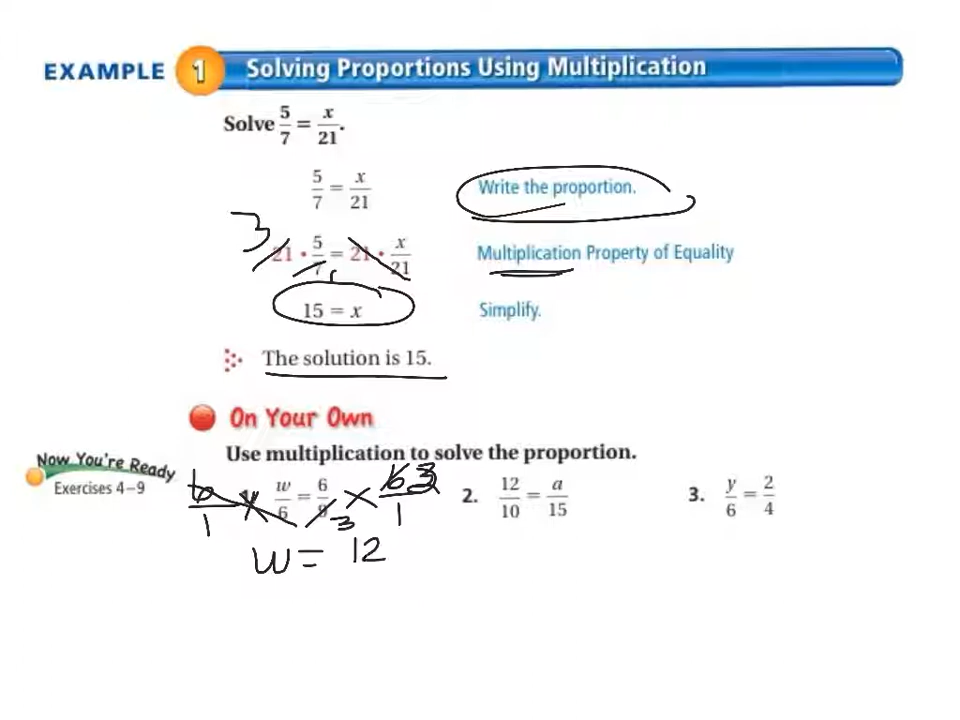 EXAMPLE 1 Solving Proportions Using Multiplication
Solve 5/7 = x/21.
5/7 = x/21 Write the proportion.
3
21 • 5/7 = 21 • x/21 Multiplication Property of Equality
15 = x Simplify.
The solution is 15.
On Your Own
Now You're Ready
Exercises 4–9
Use multiplication to solve the proportion.
6/1 × w/6 = 6/9 × 6/1 2. 12/10 = a/15 3. y/6 = 2/4
3
w = 12